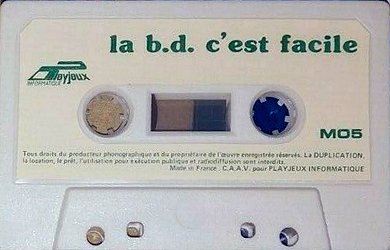 la b.d. c'est facile
Playjeux
INFORMATIQUE
MO5
Tous droits du producteur phonographique et du propriétaire de l'œuvre enregistrée réservés. La DUPLICATION,
la location, le prêt, l'utilisation pour exécution publique et radiodiffusion sont interdits.
Made in France - C.A.A.V. pour PLAYJEUX INFORMATIQUE